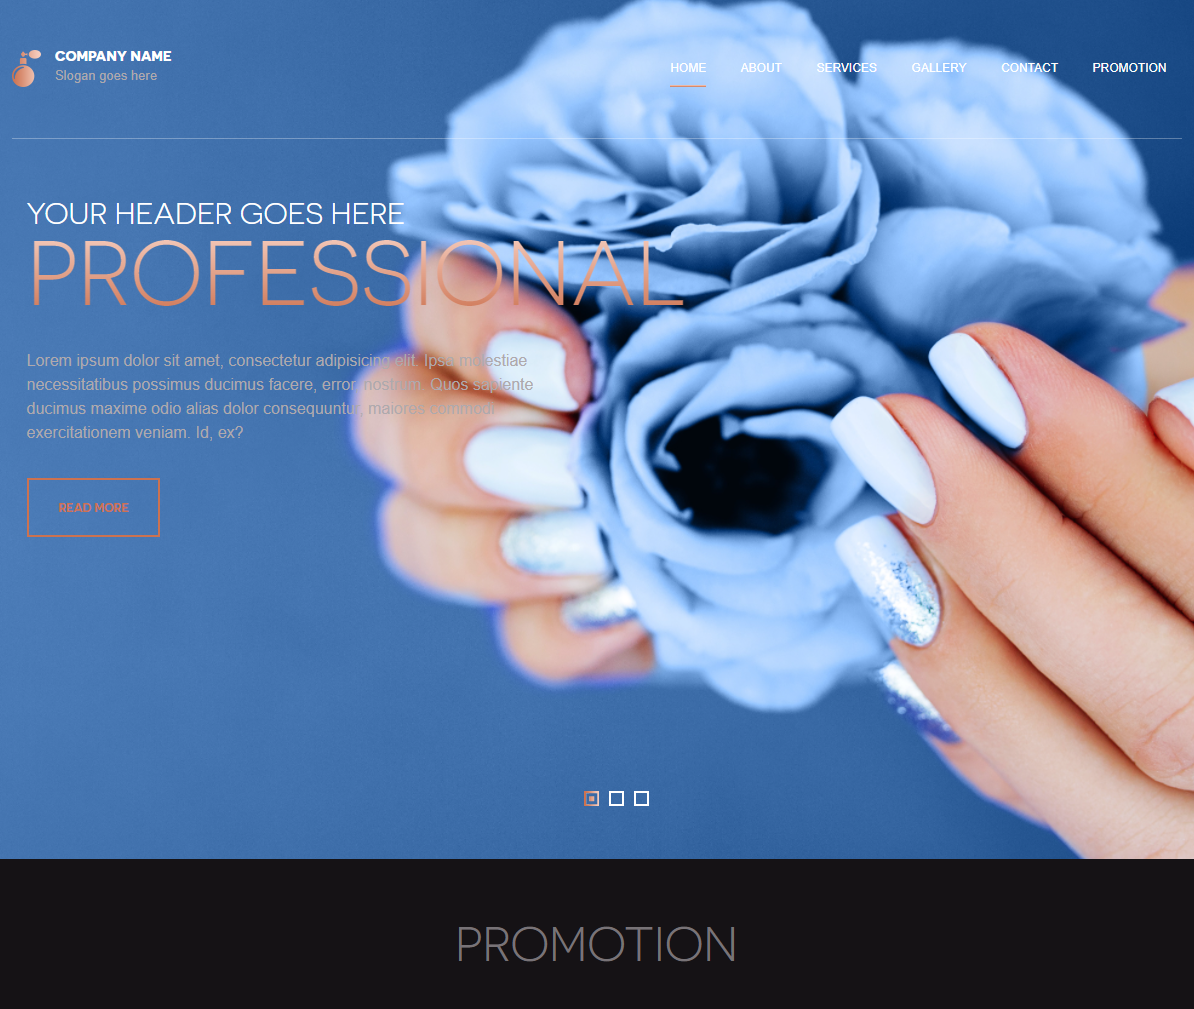 COMPANY NAME
Slogan goes here
HOME ABOUT SERVICES GALLERY CONTACT PROMOTION
YOUR HEADER GOES HERE
PROFESSIONAL
Lorem ipsum dolor sit amet, consectetur adipisicing elit. Ipsa molestiae
necessitatibus possimus ducimus facere, error nostrum. Quos sapiente
ducimus maxime odio alias dolor consequuntur, maiores commodi
exercitationem veniam. Id, ex?
READ MORE
PROMOTION